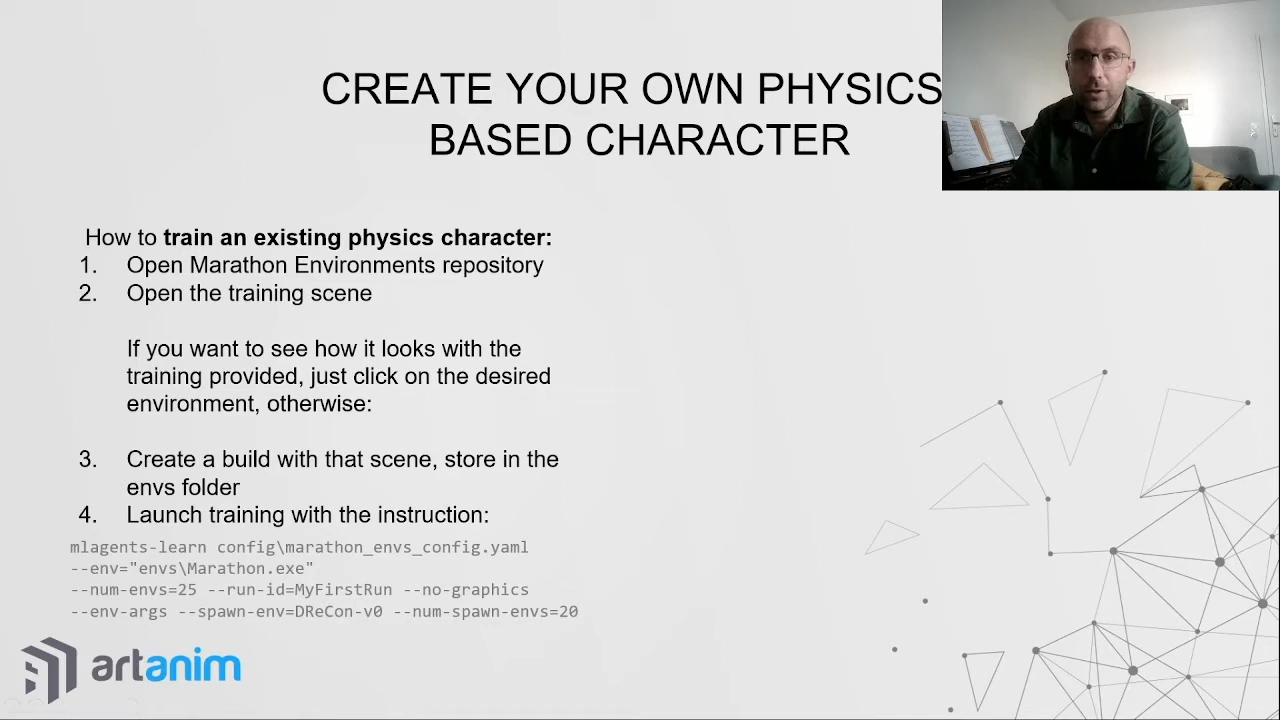 CREATE YOUR OWN PHYSICS
BASED CHARACTER
How to train an existing physics character:
1. Open Marathon Environments repository
2. Open the training scene
If you want to see how it looks with the
training provided, just click on the desired
environment, otherwise:
3. Create a build with that scene, store in the
envs folder
4. Launch training with the instruction:
mlagents-learn config\marathon_envs_config.yaml
--env="envs\Marathon.exe"
--num-envs=25 --run-id=MyFirstRun --no-graphics
--env-args --spawn-env=DReCon-v0 --num-spawn-envs=20
artanim